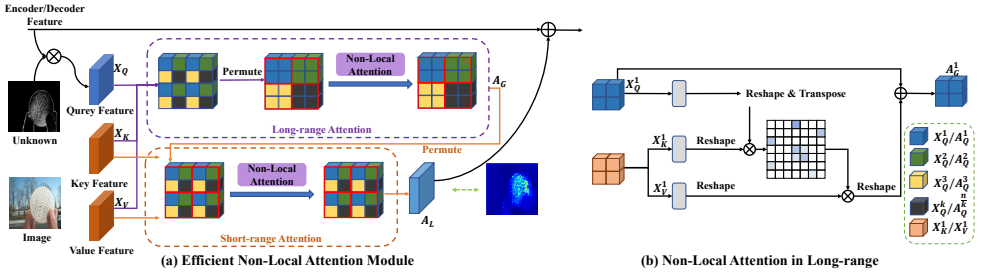 Encoder/Decoder
Feature
X_Q
Qurey Feature
Unknown
X_K
Key Feature
X_V
Value Feature
Image
Permute
Non-Local
Attention
A_G
Long-range Attention
Permute
Non-Local
Attention
A_L
Short-range Attention
(a) Efficient Non-Local Attention Module
X_Q^1
Reshape & Transpose
X_K^1
Reshape
X_V^1
Reshape
Reshape
A_G^1
X_Q^1/A_Q^1
X_Q^2/A_Q^2
X_Q^3/A_Q^3
X_K^1/X_V^1
(b) Non-Local Attention in Long-range